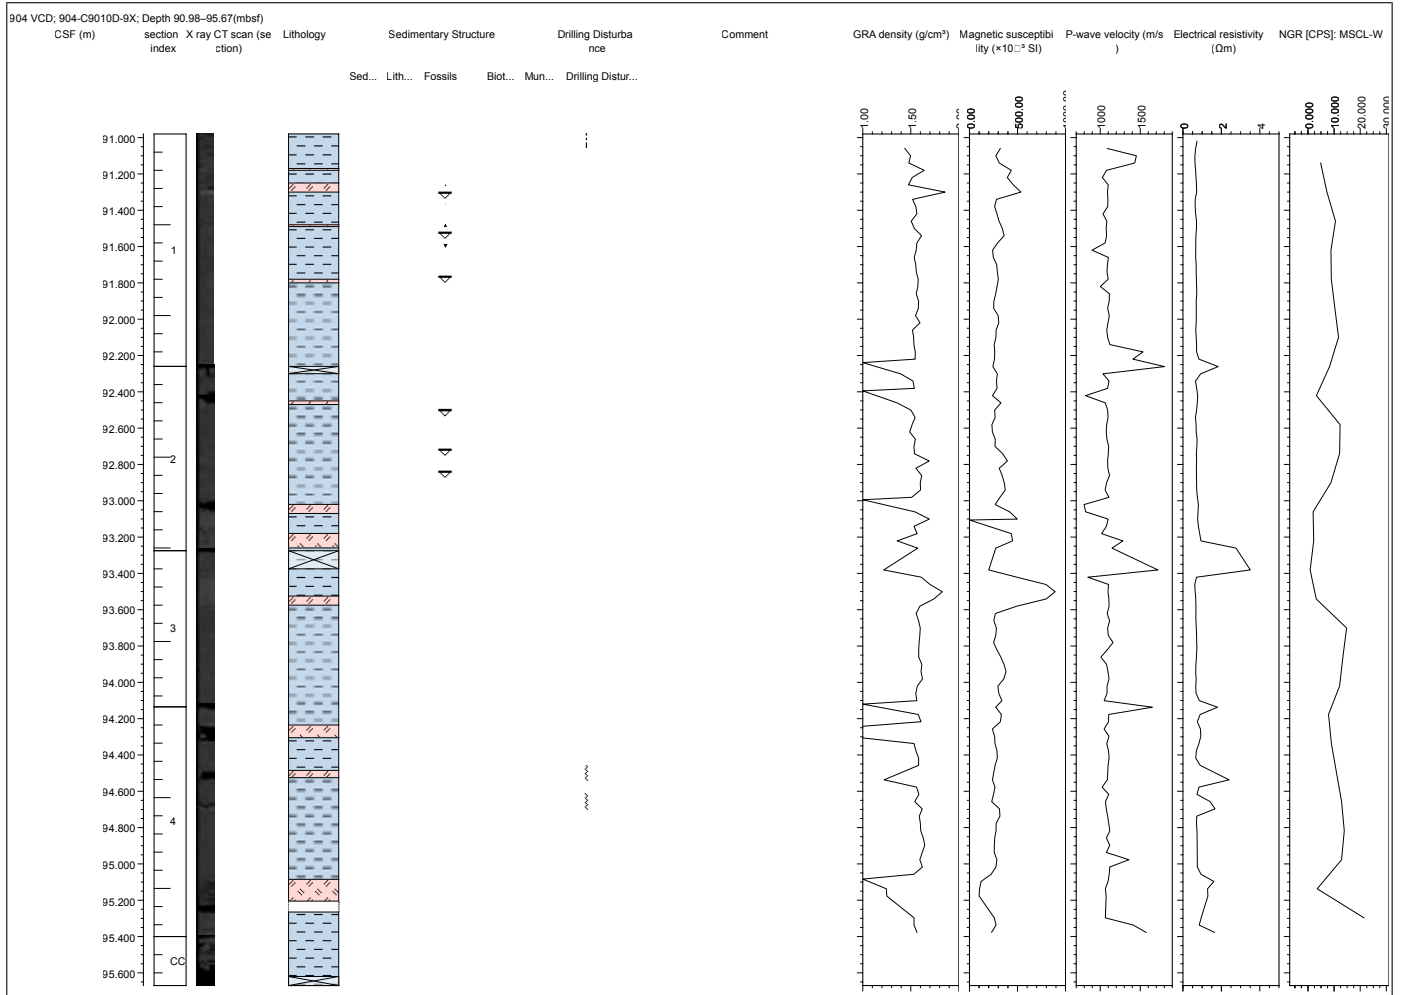 904 VCD; 904-C9010D-9X; Depth 90.98–95.67(mbsf)
CSF (m)
section index
X ray CT scan (section)
Lithology
Sedimentary Structure
Drilling Disturbance
Comment
GRA density (g/cm³)
Magnetic susceptibility (×10□³ SI)
P-wave velocity (m/s)
Electrical resistivity (Ωm)
NGR [CPS]: MSCL-W
Sed... Lith... Fossils Biot... Mun... Drilling Distur...
1.00 1.50
0.00 500.00
1000 1500
0 2 4
0.000 10.000 20.000 30.000
91.000
91.200
91.400
91.600
1
91.800
92.000
92.200
92.400
92.600
2
92.800
93.000
93.200
93.400
93.600
3
93.800
94.000
94.200
94.400
94.600
4
94.800
95.000
95.200
95.400
CC
95.600